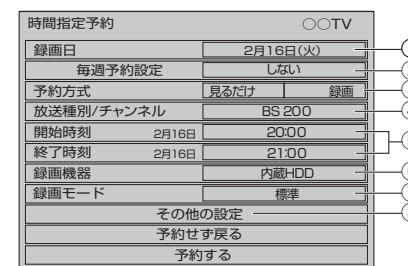 時間指定予約 ○○TV
録画日 2月16日(火)
毎週予約設定 しない
予約方式 見るだけ 録画
放送種別/チャンネル BS 200
開始時刻 2月16日 20:00
終了時刻 2月16日 21:00
録画機器 内蔵HDD
録画モード 標準
その他の設定
予約せず戻る
予約する